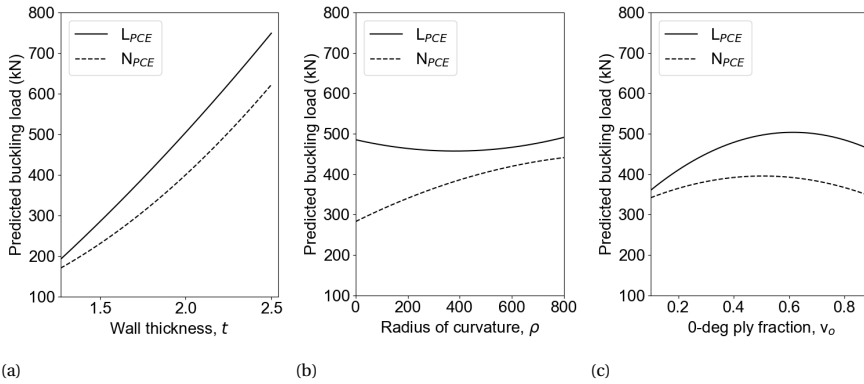 800
700
600
500
400
300
200
100
Predicted buckling load (kN)
L_PCE
N_PCE
1.5 2.0 2.5
Wall thickness, t
(a)
800
700
600
500
400
300
200
100
Predicted buckling load (kN)
L_PCE
N_PCE
0 200 400 600 800
Radius of curvature, ρ
(b)
800
700
600
500
400
300
200
100
Predicted buckling load (kN)
L_PCE
N_PCE
0.2 0.4 0.6 0.8
0-deg ply fraction, v_o
(c)